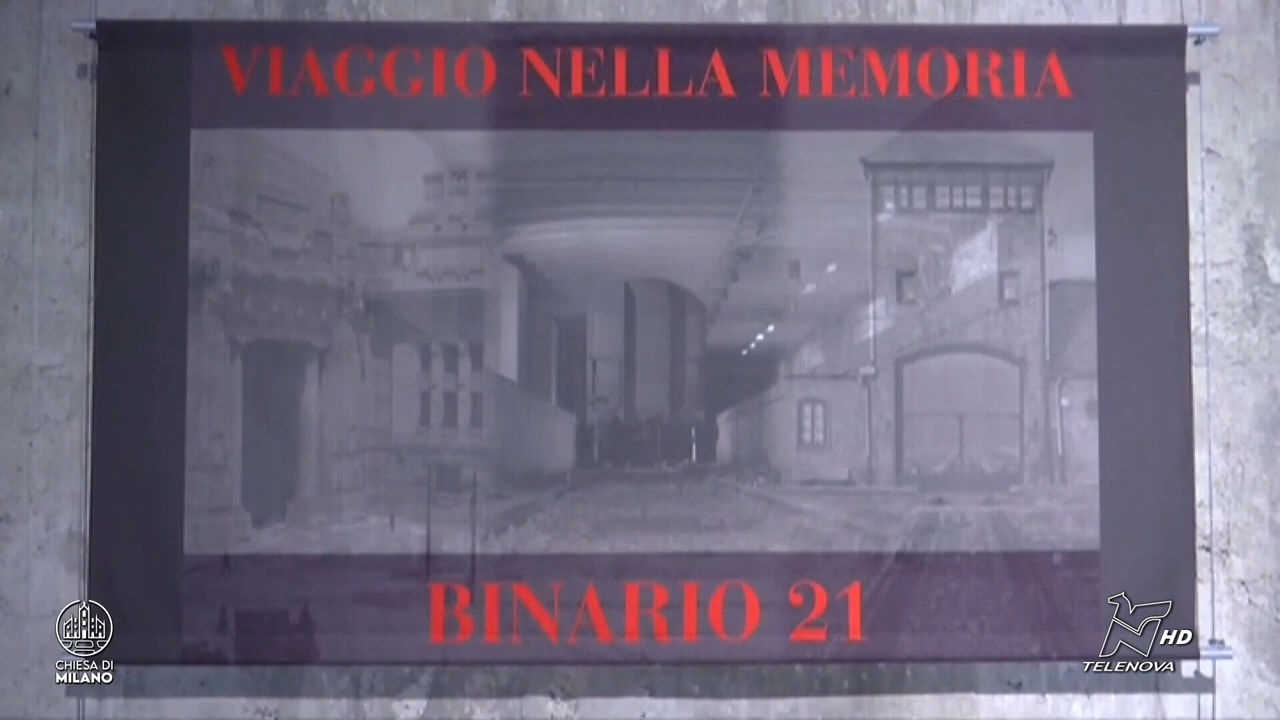 VIAGGIO NELLA MEMORIA
BINARIO 21
CHIESA DI
MILANO
HD
TELENOVA